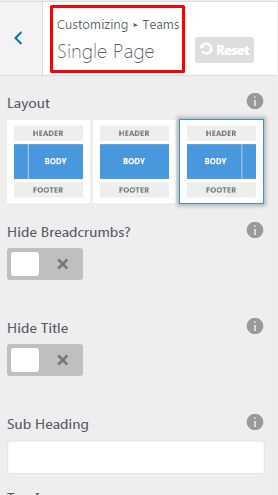 Customizing ▸ Teams
Single Page
Reset
Layout
HEADER HEADER HEADER
BODY BODY BODY
FOOTER FOOTER FOOTER
Hide Breadcrumbs?
Hide Title
Sub Heading